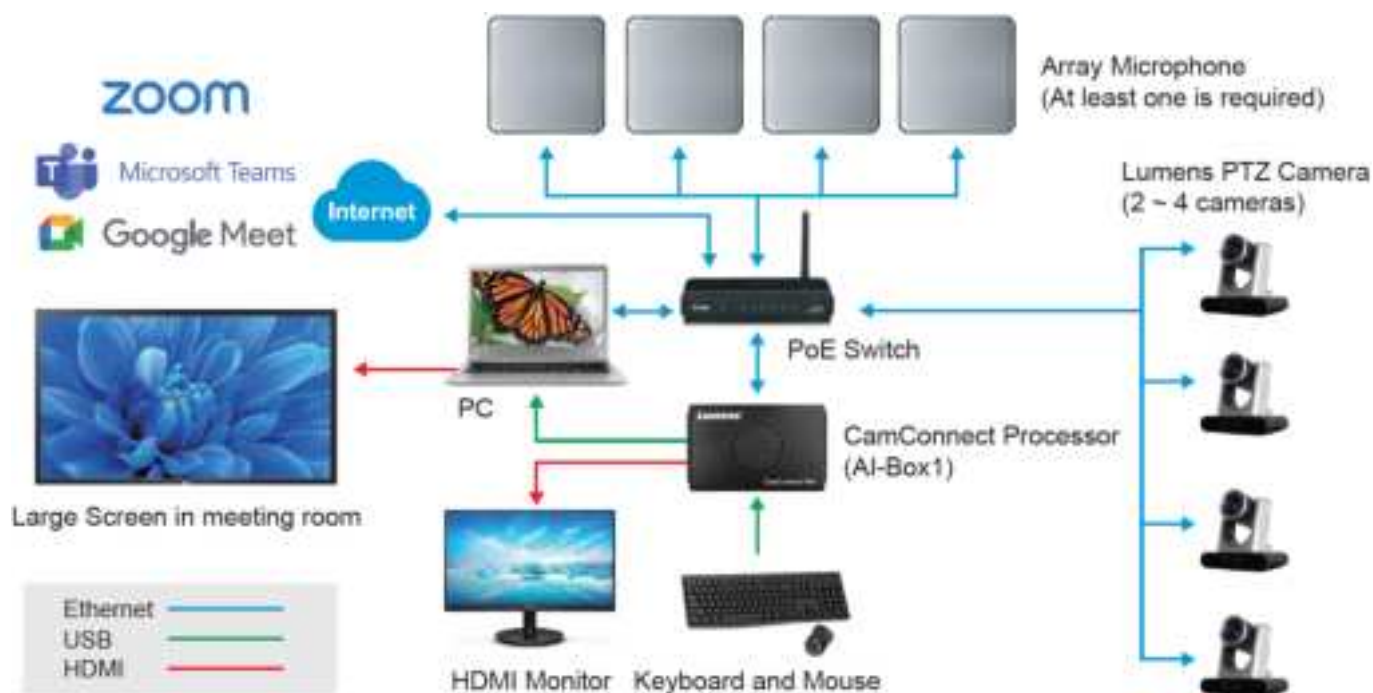 zoom
Microsoft Teams
Google Meet
Internet
Array Microphone
(At least one is required)
Lumens PTZ Camera
(2 ~ 4 cameras)
PoE Switch
PC
CamConnect Processor
(AI-Box1)
Lumens
Large Screen in meeting room
HDMI Monitor
Keyboard and Mouse
Ethernet
USB
HDMI